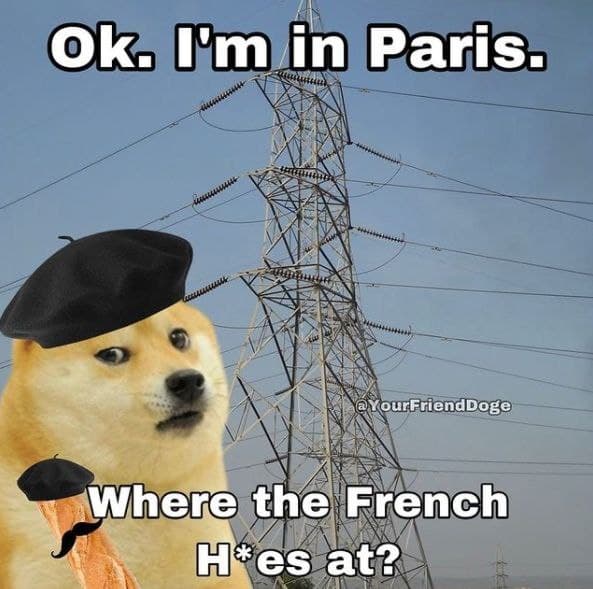 Ok. I'm in Paris.
@YourFriendDoge
Where the French
H*es at?